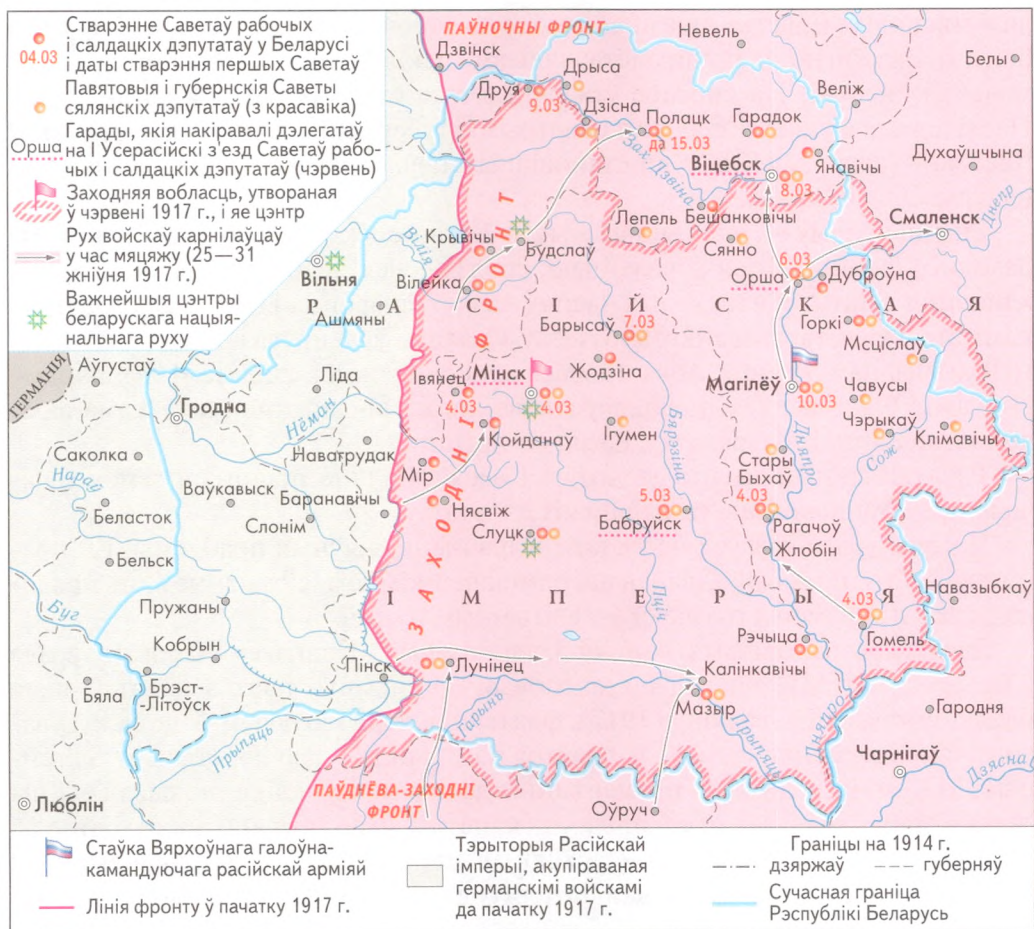 Стварэнне Саветаў рабочых
і салдацкіх дэпутатаў у Беларусі
04.03
і даты стварэння першых Саветаў
Павятовыя і губернскія Саветы
сялянскіх дэпутатаў (з красавіка)
Гарады, якія накіравалі дэлегатаў
Орша
на І Усерасійскі з'езд Саветаў рабо-
чых і салдацкіх дэпутатаў (чэрвень)
Заходняя вобласць, утвораная
ў чэрвені 1917 г., і яе цэнтр
Рух войскаў карнілаўцаў
у час мяцяжу (25—31
жніўня 1917 г.)
Важнейшыя цэнтры
беларускага нацыя-
нальнага руху
ПАЎНОЧНЫ ФРОНТ
Невель
Белы
Дзвінск
Дрыса
Друя
9.03
Дзісна
Веліж
Полацк
да 15.03
Гарадок
Зах. Дзвіна
Віцебск
8.03
Янавічы
Духаўшчына
Лепель
Бешанковічы
Сянно
Смаленск
Днепр
Вілія
Крывічы
Будслаў
Вільня
Вілейка
6.03
Орша
Дуброўна
РАСІЙСКАЯ
Ашмяны
ЗАХОДНІ ФРОНТ
Барысаў
7.03
Горкі
Мсціслаў
ГЕРМАНІЯ
Аўгустаў
Ліда
Жодзіна
Івянец
4.03
Мінск
4.03
Магілёў
10.03
Чавусы
Гродна
Нёман
Койданаў
Ігумен
Бярэзіна
Чэрыкаў
Клімавічы
Саколка
Навагрудак
Дняпро
Сож
Нараў
Мір
Стары
Быхаў
Ваўкавыск
Баранавічы
Нясвіж
5.03
4.03
Беласток
Слонім
Слуцк
Бабруйск
Рагачоў
Бельск
Жлобін
Навазыбкаў
ІМПЕРЫЯ
Пціч
4.03
Буг
Пружаны
Кобрын
Рэчыца
Гомель
Пінск
Лунінец
Калінкавічы
Бяла
Брэст-
-Літоўск
Мазыр
Гародня
Гарынь
Прыпяць
Прыпяць
Дняпро
Чарнігаў
Дзясна
ПАЎДНЁВА-ЗАХОДНІ
ФРОНТ
Люблін
Оўруч
Стаўка Вярхоўнага галоўна-
камандуючага расійскай арміяй
Лінія фронту ў пачатку 1917 г.
Тэрыторыя Расійскай
імперыі, акупіраваная
германскімі войскамі
да пачатку 1917 г.
Граніцы на 1914 г.
дзяржаў
губерняў
Сучасная граніца
Рэспублікі Беларусь